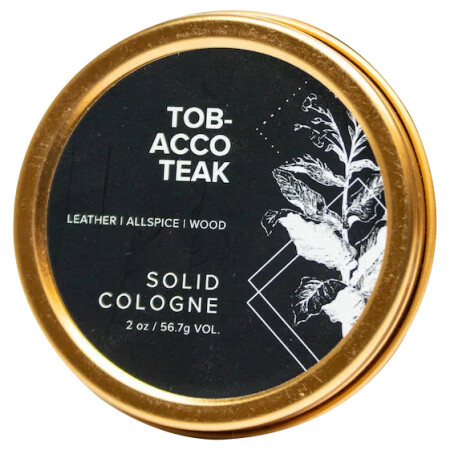 TOB-
ACCO
TEAK
LEATHER | ALLSPICE | WOOD
SOLID
COLOGNE
2 oz / 56.7g VOL.